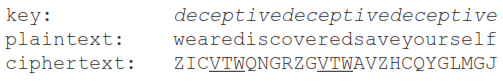 key: deceptivedeceptivedeceptive
plaintext: wearediscoveredsaveyourself
ciphertext: ZICVTWQNGRZGVTWAVZHCQYGLMGJ